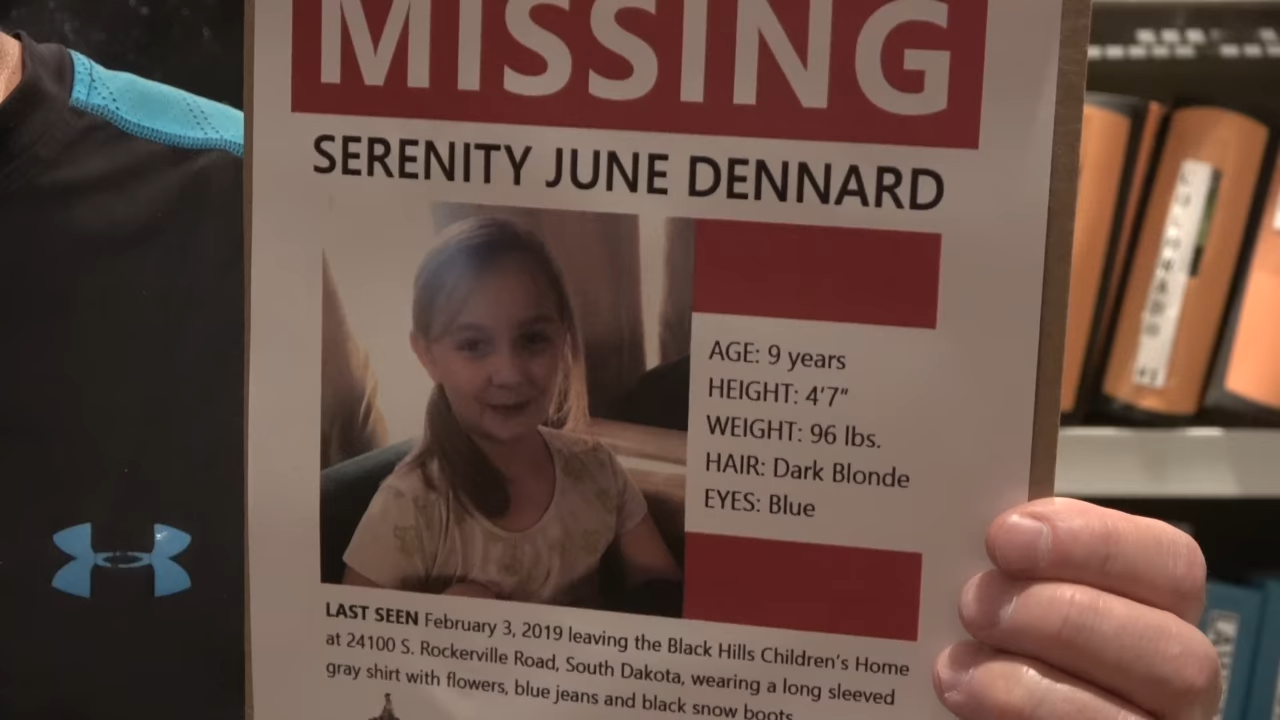 MISSING
SERENITY JUNE DENNARD
AGE: 9 years
HEIGHT: 4'7"
WEIGHT: 96 lbs.
HAIR: Dark Blonde
EYES: Blue
LAST SEEN February 3, 2019 leaving the Black Hills Children's Home
at 24100 S. Rockerville Road, South Dakota, wearing a long sleeved
gray shirt with flowers, blue jeans and black snow boots